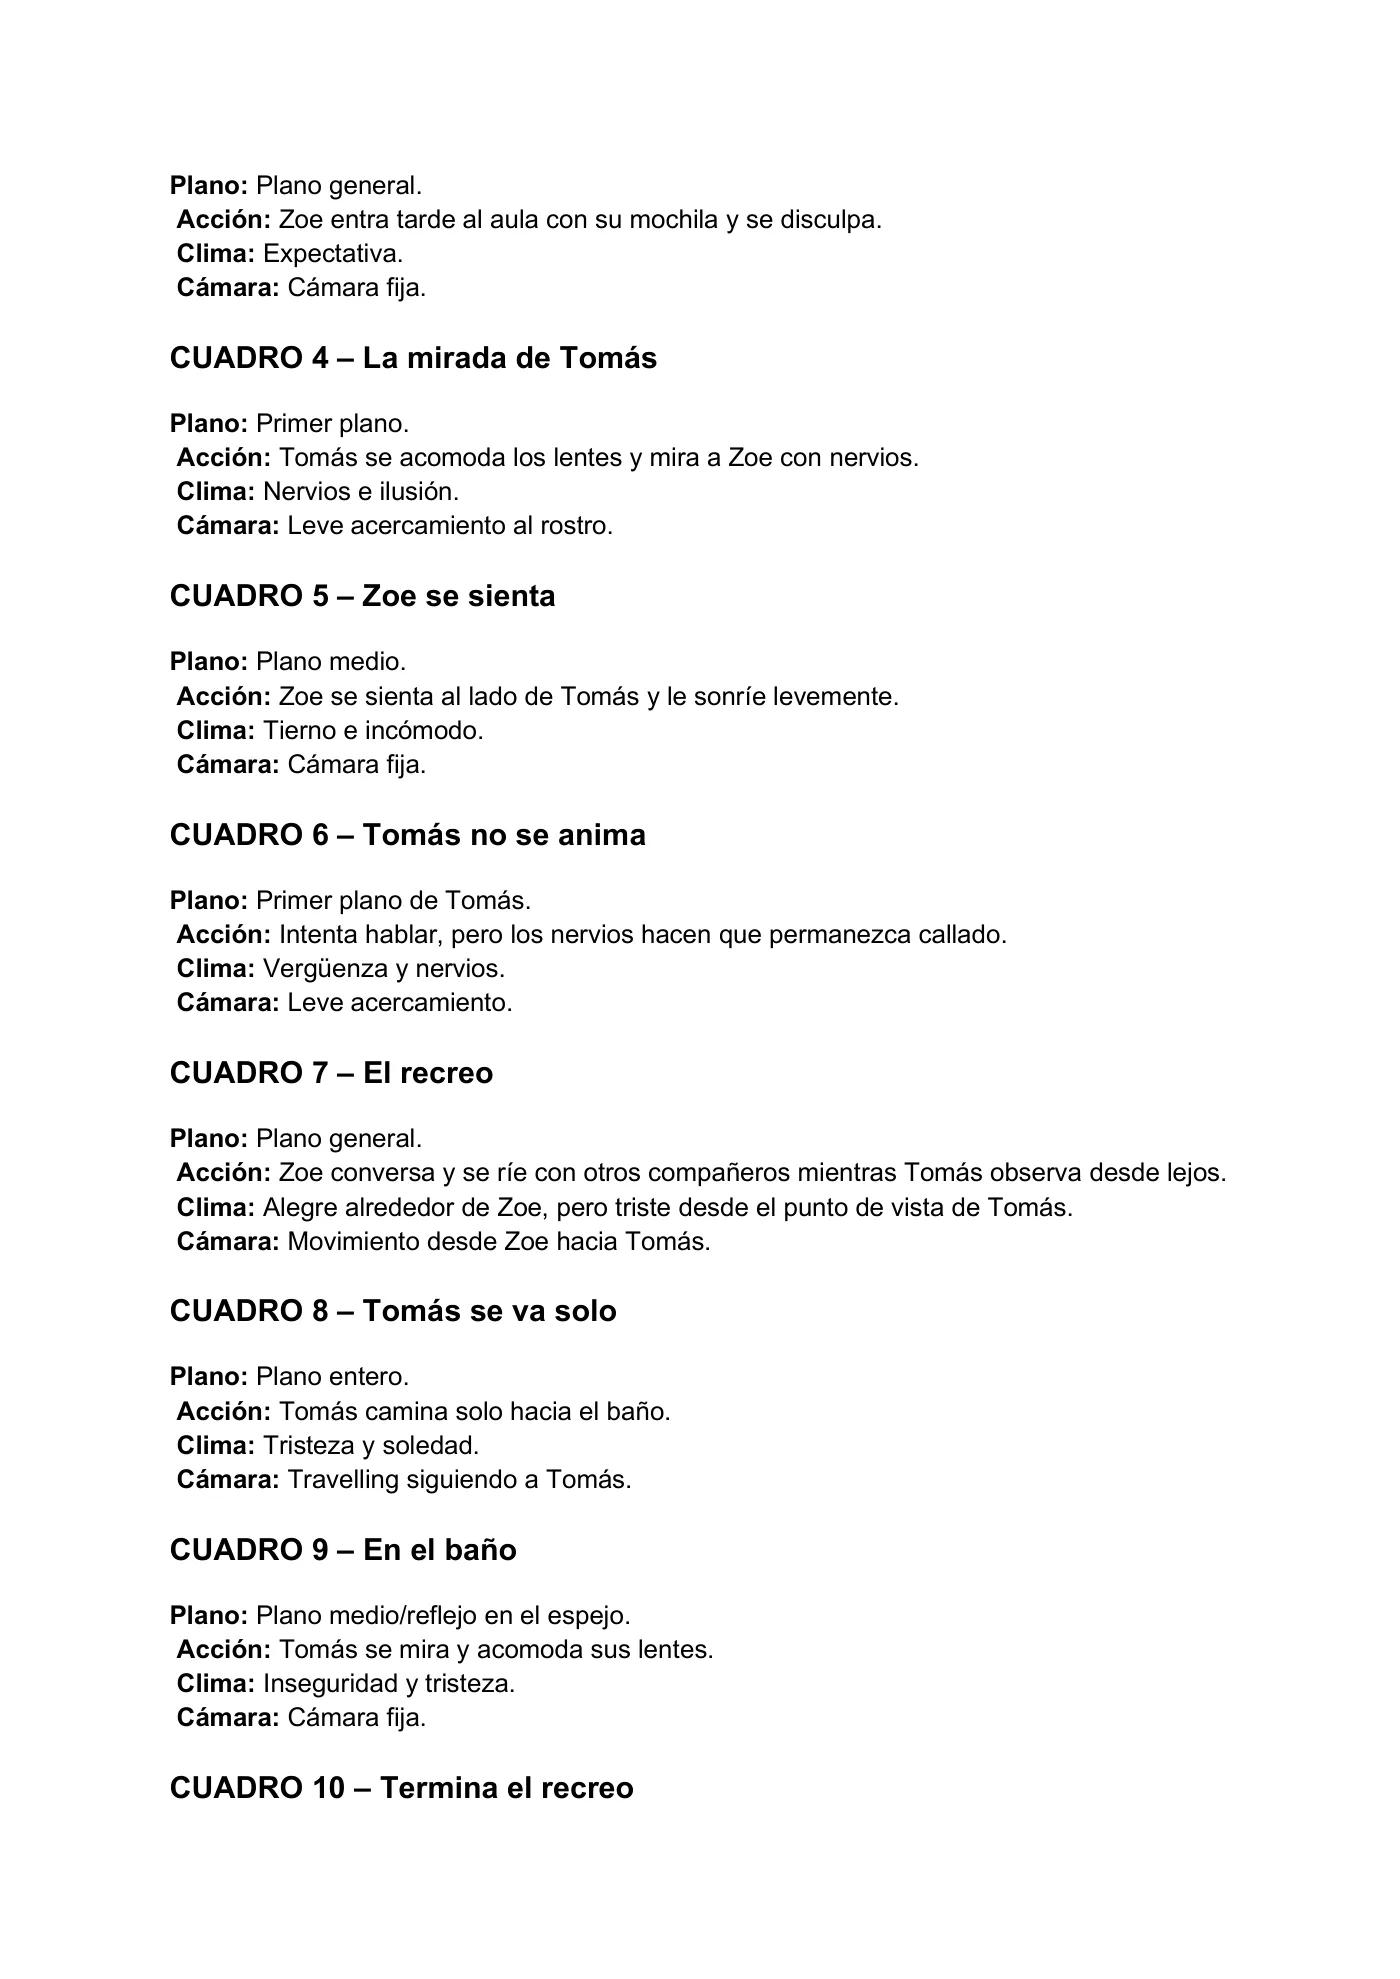 Plano: Plano general.
Acción: Zoe entra tarde al aula con su mochila y se disculpa.
Clima: Expectativa.
Cámara: Cámara fija.
CUADRO 4 – La mirada de Tomás
Plano: Primer plano.
Acción: Tomás se acomoda los lentes y mira a Zoe con nervios.
Clima: Nervios e ilusión.
Cámara: Leve acercamiento al rostro.
CUADRO 5 – Zoe se sienta
Plano: Plano medio.
Acción: Zoe se sienta al lado de Tomás y le sonríe levemente.
Clima: Tierno e incómodo.
Cámara: Cámara fija.
CUADRO 6 – Tomás no se anima
Plano: Primer plano de Tomás.
Acción: Intenta hablar, pero los nervios hacen que permanezca callado.
Clima: Vergüenza y nervios.
Cámara: Leve acercamiento.
CUADRO 7 – El recreo
Plano: Plano general.
Acción: Zoe conversa y se ríe con otros compañeros mientras Tomás observa desde lejos.
Clima: Alegre alrededor de Zoe, pero triste desde el punto de vista de Tomás.
Cámara: Movimiento desde Zoe hacia Tomás.
CUADRO 8 – Tomás se va solo
Plano: Plano entero.
Acción: Tomás camina solo hacia el baño.
Clima: Tristeza y soledad.
Cámara: Travelling siguiendo a Tomás.
CUADRO 9 – En el baño
Plano: Plano medio/reflejo en el espejo.
Acción: Tomás se mira y acomoda sus lentes.
Clima: Inseguridad y tristeza.
Cámara: Cámara fija.
CUADRO 10 – Termina el recreo